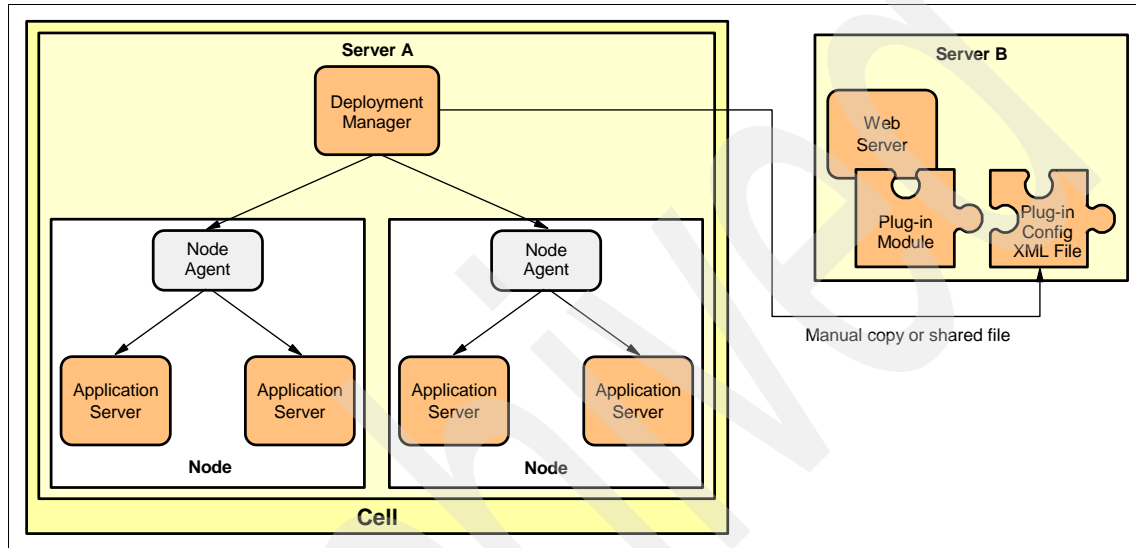 Server A
Deployment
Manager
Node
Agent
Node
Agent
Application
Server
Application
Server
Application
Server
Application
Server
Node
Node
Cell
Server B
Web
Server
Plug-in
Module
Plug-in
Config
XML File
Manual copy or shared file